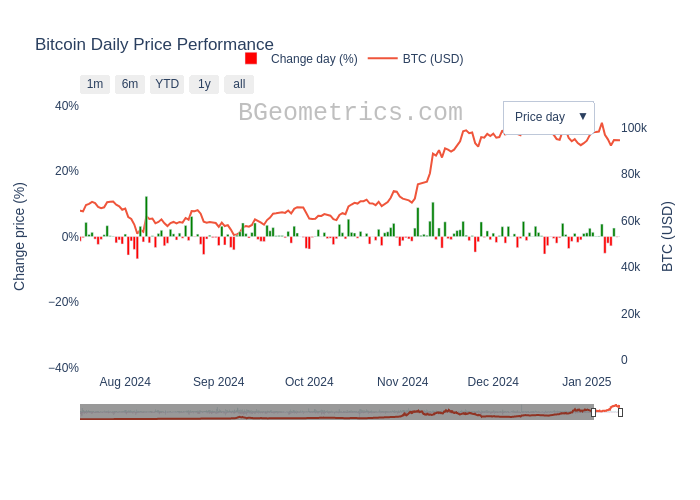 Bitcoin Daily Price Performance
Change day (%) BTC (USD)
1m 6m YTD 1y all
BGeometrics.com
Price day ▼
40%
20%
0%
−20%
−40%
Change price (%)
100k
80k
60k
40k
20k
0
BTC (USD)
Aug 2024 Sep 2024 Oct 2024 Nov 2024 Dec 2024 Jan 2025